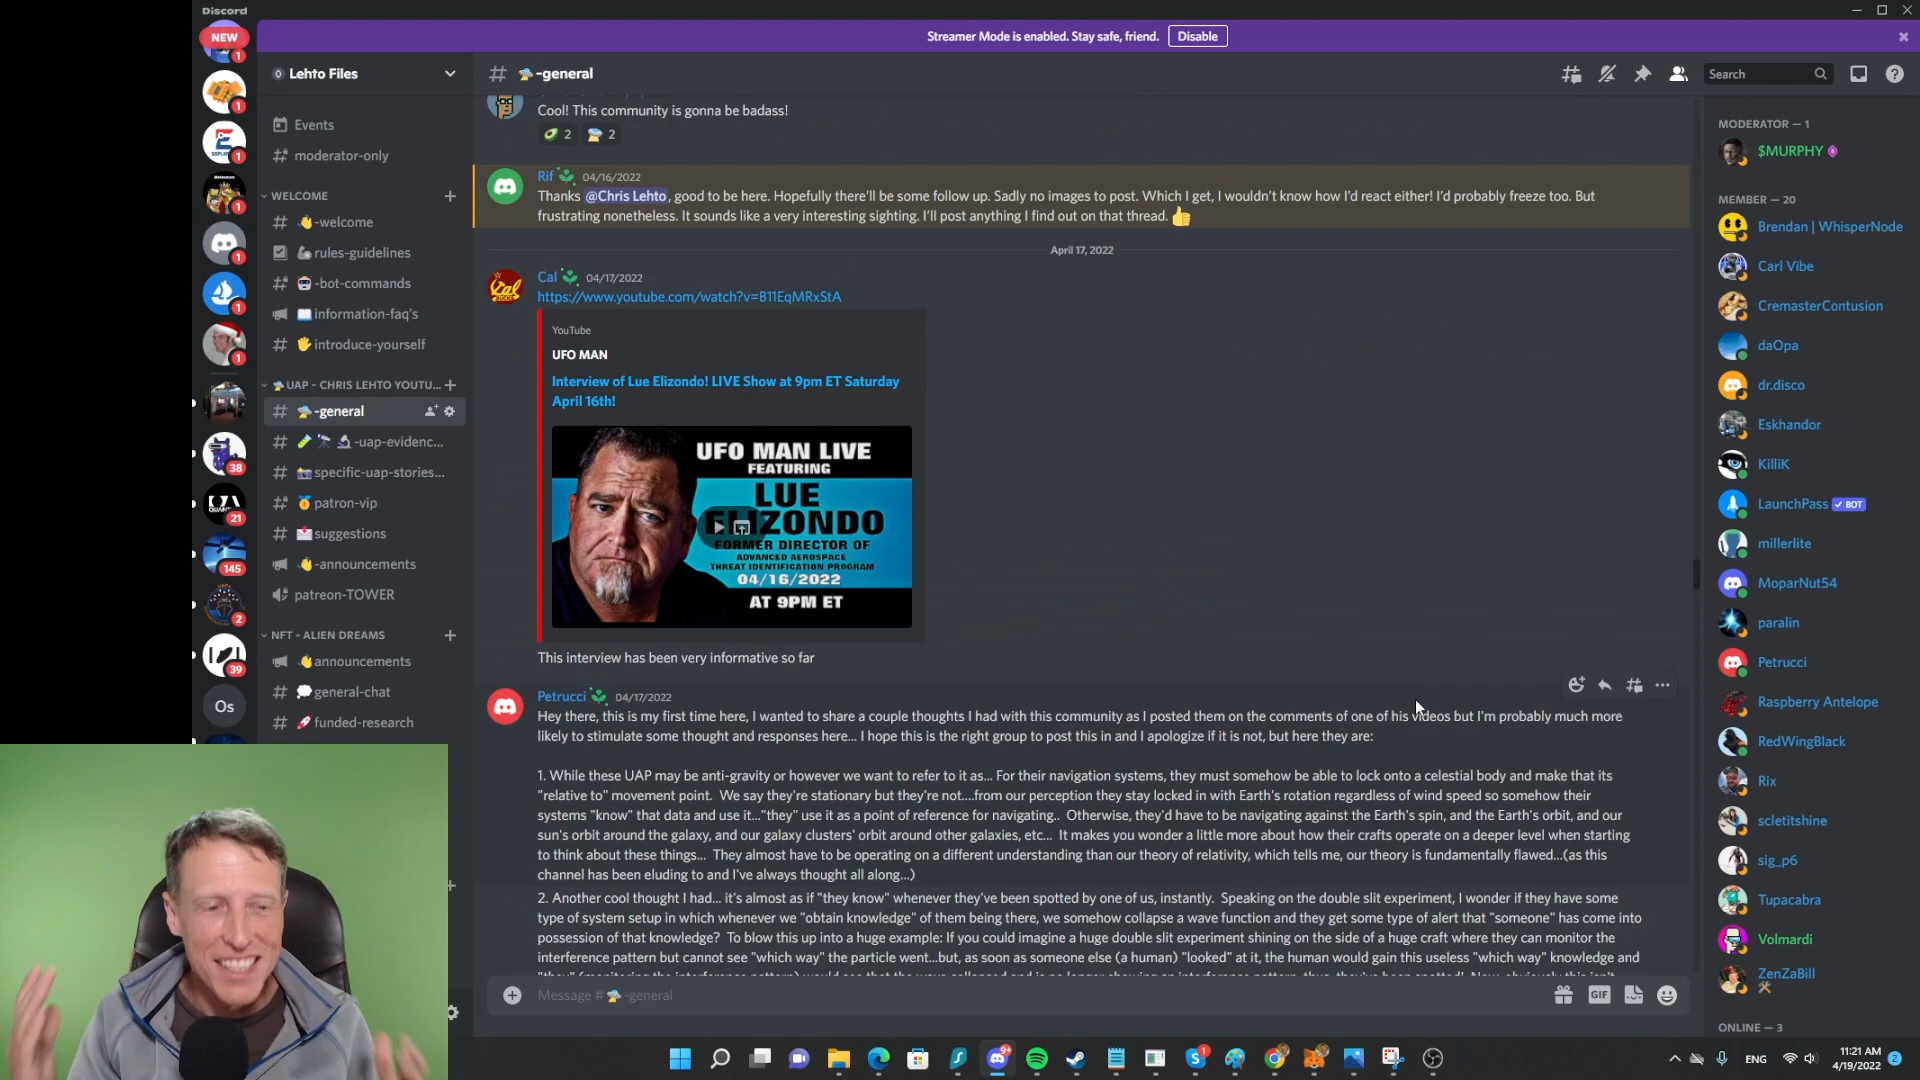 Discord
Streamer Mode is enabled. Stay safe, friend.
Disable
NEW
1
1
1
1
1
1
1
38
21
145
2
39
Os
Lehto Files
Events
moderator-only
WELCOME
-welcome
rules-guidelines
-bot-commands
information-faq's
introduce-yourself
UAP - CHRIS LEHTO YOUTU...
-general
-uap-evidenc...
specific-uap-stories...
patron-vip
suggestions
-announcements
patreon-TOWER
NFT - ALIEN DREAMS
announcements
general-chat
funded-research
-general
Search
Cool! This community is gonna be badass!
2
2
Rif 04/16/2022
Thanks @Chris Lehto, good to be here. Hopefully there'll be some follow up. Sadly no images to post. Which I get, I wouldn't know how I'd react either! I'd probably freeze too. But
frustrating nonetheless. It sounds like a very interesting sighting. I'll post anything I find out on that thread.
April 17, 2022
Cal 04/17/2022
https://www.youtube.com/watch?v=B11EqMRxStA
YouTube
UFO MAN
Interview of Lue Elizondo! LIVE Show at 9pm ET Saturday
April 16th!
UFO MAN LIVE
FEATURING
LUE
ELIZONDO
FORMER DIRECTOR OF
ADVANCED AEROSPACE
THREAT IDENTIFICATION PROGRAM
04/16/2022
AT 9PM ET
This interview has been very informative so far
Petrucci 04/17/2022
Hey there, this is my first time here, I wanted to share a couple thoughts I had with this community as I posted them on the comments of one of his videos but I'm probably much more
likely to stimulate some thought and responses here... I hope this is the right group to post this in and I apologize if it is not, but here they are:
1. While these UAP may be anti-gravity or however we want to refer to it as... For their navigation systems, they must somehow be able to lock onto a celestial body and make that its
"relative to" movement point. We say they're stationary but they're not....from our perception they stay locked in with Earth's rotation regardless of wind speed so somehow their
systems "know" that data and use it..."they" use it as a point of reference for navigating.. Otherwise, they'd have to be navigating against the Earth's spin, and the Earth's orbit, and our
sun's orbit around the galaxy, and our galaxy clusters' orbit around other galaxies, etc... It makes you wonder a little more about how their crafts operate on a deeper level when starting
to think about these things... They almost have to be operating on a different understanding than our theory of relativity, which tells me, our theory is fundamentally flawed...(as this
channel has been eluding to and I've always thought all along...)
2. Another cool thought I had... it's almost as if "they know" whenever they've been spotted by one of us, instantly. Speaking on the double slit experiment, I wonder if they have some
type of system setup in which whenever we "obtain knowledge" of them being there, we somehow collapse a wave function and they get some type of alert that "someone" has come into
possession of that knowledge? To blow this up into a huge example: If you could imagine a huge double slit experiment shining on the side of a huge craft where they can monitor the
interference pattern but cannot see "which way" the particle went...but, as soon as someone else (a human) "looked" at it, the human would gain this useless "which way" knowledge and
Message # -general
GIF
MODERATOR — 1
$MURPHY
MEMBER — 20
Brendan | WhisperNode
Carl Vibe
CremasterContusion
daOpa
dr.disco
Eskhandor
KilliK
LaunchPass BOT
millerlite
MoparNut54
paralin
Petrucci
Raspberry Antelope
RedWingBlack
Rix
scletitshine
sig_p6
Tupacabra
Volmardi
ZenZaBill
ONLINE — 3
ENG
11:21 AM
4/19/2022
2